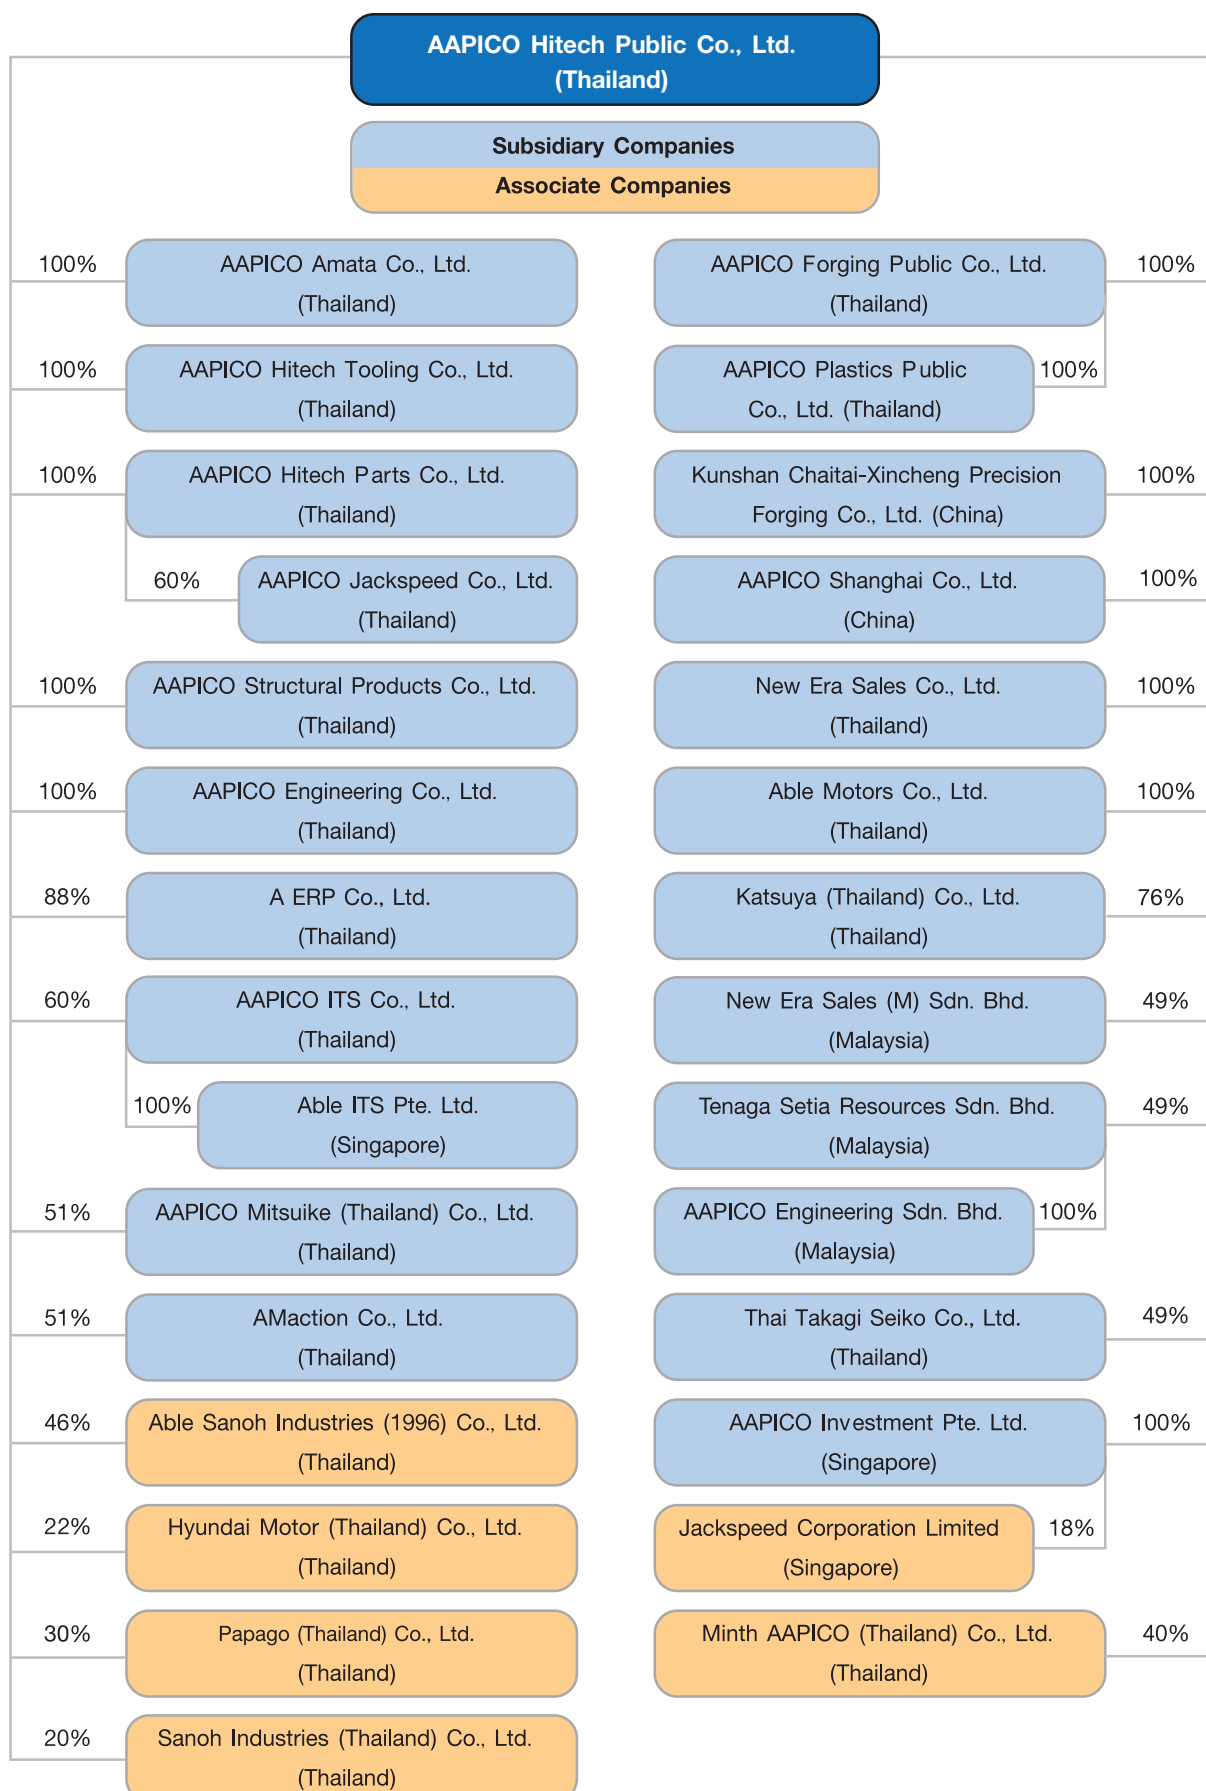 AAPICO Hitech Public Co., Ltd.
(Thailand)
Subsidiary Companies
Associate Companies
100%
AAPICO Amata Co., Ltd.
(Thailand)
100%
AAPICO Hitech Tooling Co., Ltd.
(Thailand)
100%
AAPICO Hitech Parts Co., Ltd.
(Thailand)
60%
AAPICO Jackspeed Co., Ltd.
(Thailand)
100%
AAPICO Structural Products Co., Ltd.
(Thailand)
100%
AAPICO Engineering Co., Ltd.
(Thailand)
88%
A ERP Co., Ltd.
(Thailand)
60%
AAPICO ITS Co., Ltd.
(Thailand)
100%
Able ITS Pte. Ltd.
(Singapore)
51%
AAPICO Mitsuike (Thailand) Co., Ltd.
(Thailand)
51%
AMaction Co., Ltd.
(Thailand)
46%
Able Sanoh Industries (1996) Co., Ltd.
(Thailand)
22%
Hyundai Motor (Thailand) Co., Ltd.
(Thailand)
30%
Papago (Thailand) Co., Ltd.
(Thailand)
20%
Sanoh Industries (Thailand) Co., Ltd.
(Thailand)
AAPICO Forging Public Co., Ltd.
(Thailand)
100%
AAPICO Plastics Public
Co., Ltd. (Thailand)
100%
Kunshan Chaitai-Xincheng Precision
Forging Co., Ltd. (China)
100%
AAPICO Shanghai Co., Ltd.
(China)
100%
New Era Sales Co., Ltd.
(Thailand)
100%
Able Motors Co., Ltd.
(Thailand)
100%
Katsuya (Thailand) Co., Ltd.
(Thailand)
76%
New Era Sales (M) Sdn. Bhd.
(Malaysia)
49%
Tenaga Setia Resources Sdn. Bhd.
(Malaysia)
49%
AAPICO Engineering Sdn. Bhd.
(Malaysia)
100%
Thai Takagi Seiko Co., Ltd.
(Thailand)
49%
AAPICO Investment Pte. Ltd.
(Singapore)
100%
Jackspeed Corporation Limited
(Singapore)
18%
Minth AAPICO (Thailand) Co., Ltd.
(Thailand)
40%